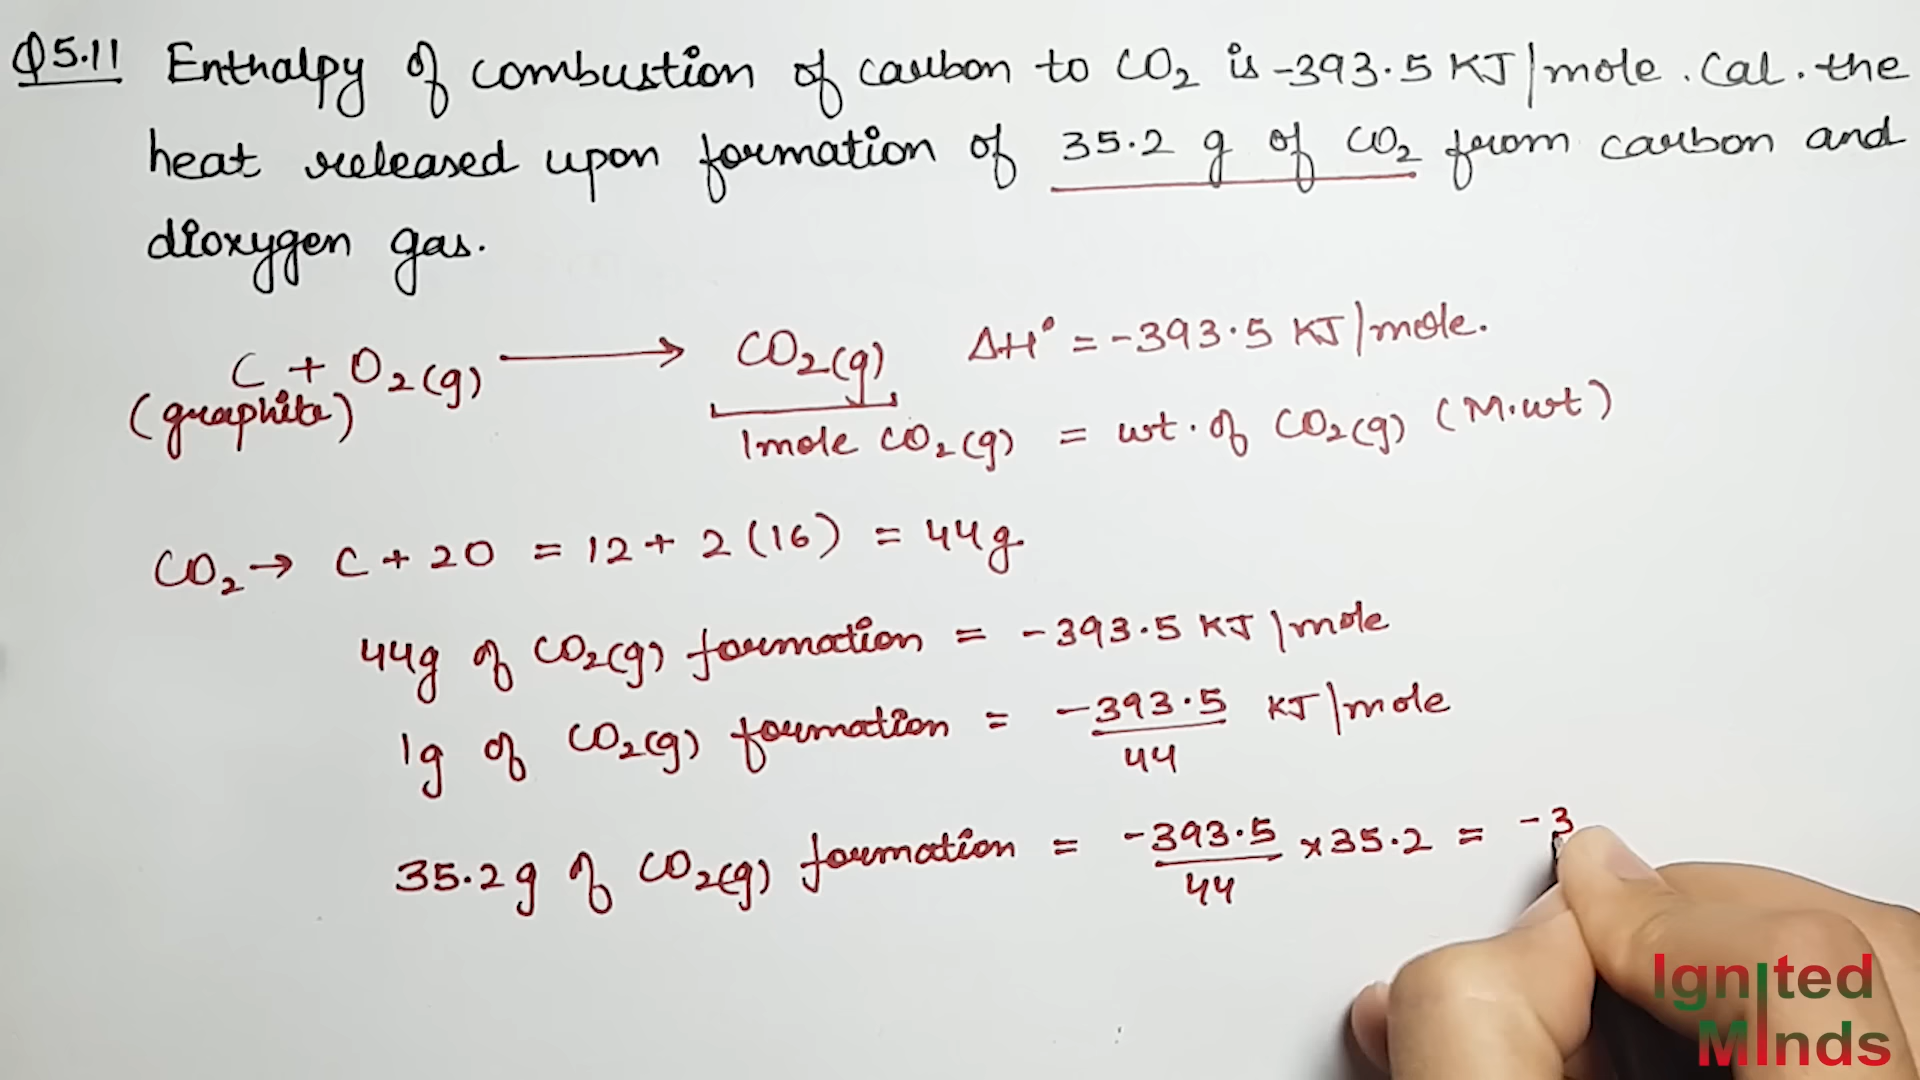 Q5.11 Enthalpy of combustion of carbon to CO₂ is -393.5 KJ/mole. Cal. the
heat released upon formation of 35.2 g of CO₂ from carbon and
dioxygen gas.
C + O₂(g) ⟶ CO₂(g) ΔH° = -393.5 KJ/mole.
(graphite)
1mole CO₂(g) = wt. of CO₂(g) (M.wt)
CO₂ → C + 2O = 12 + 2(16) = 44g
44g of CO₂(g) formation = -393.5 KJ/mole
1g of CO₂(g) formation = -393.5/44 KJ/mole
35.2g of CO₂(g) formation = -393.5/44 × 35.2 = -3
Ignited
Minds